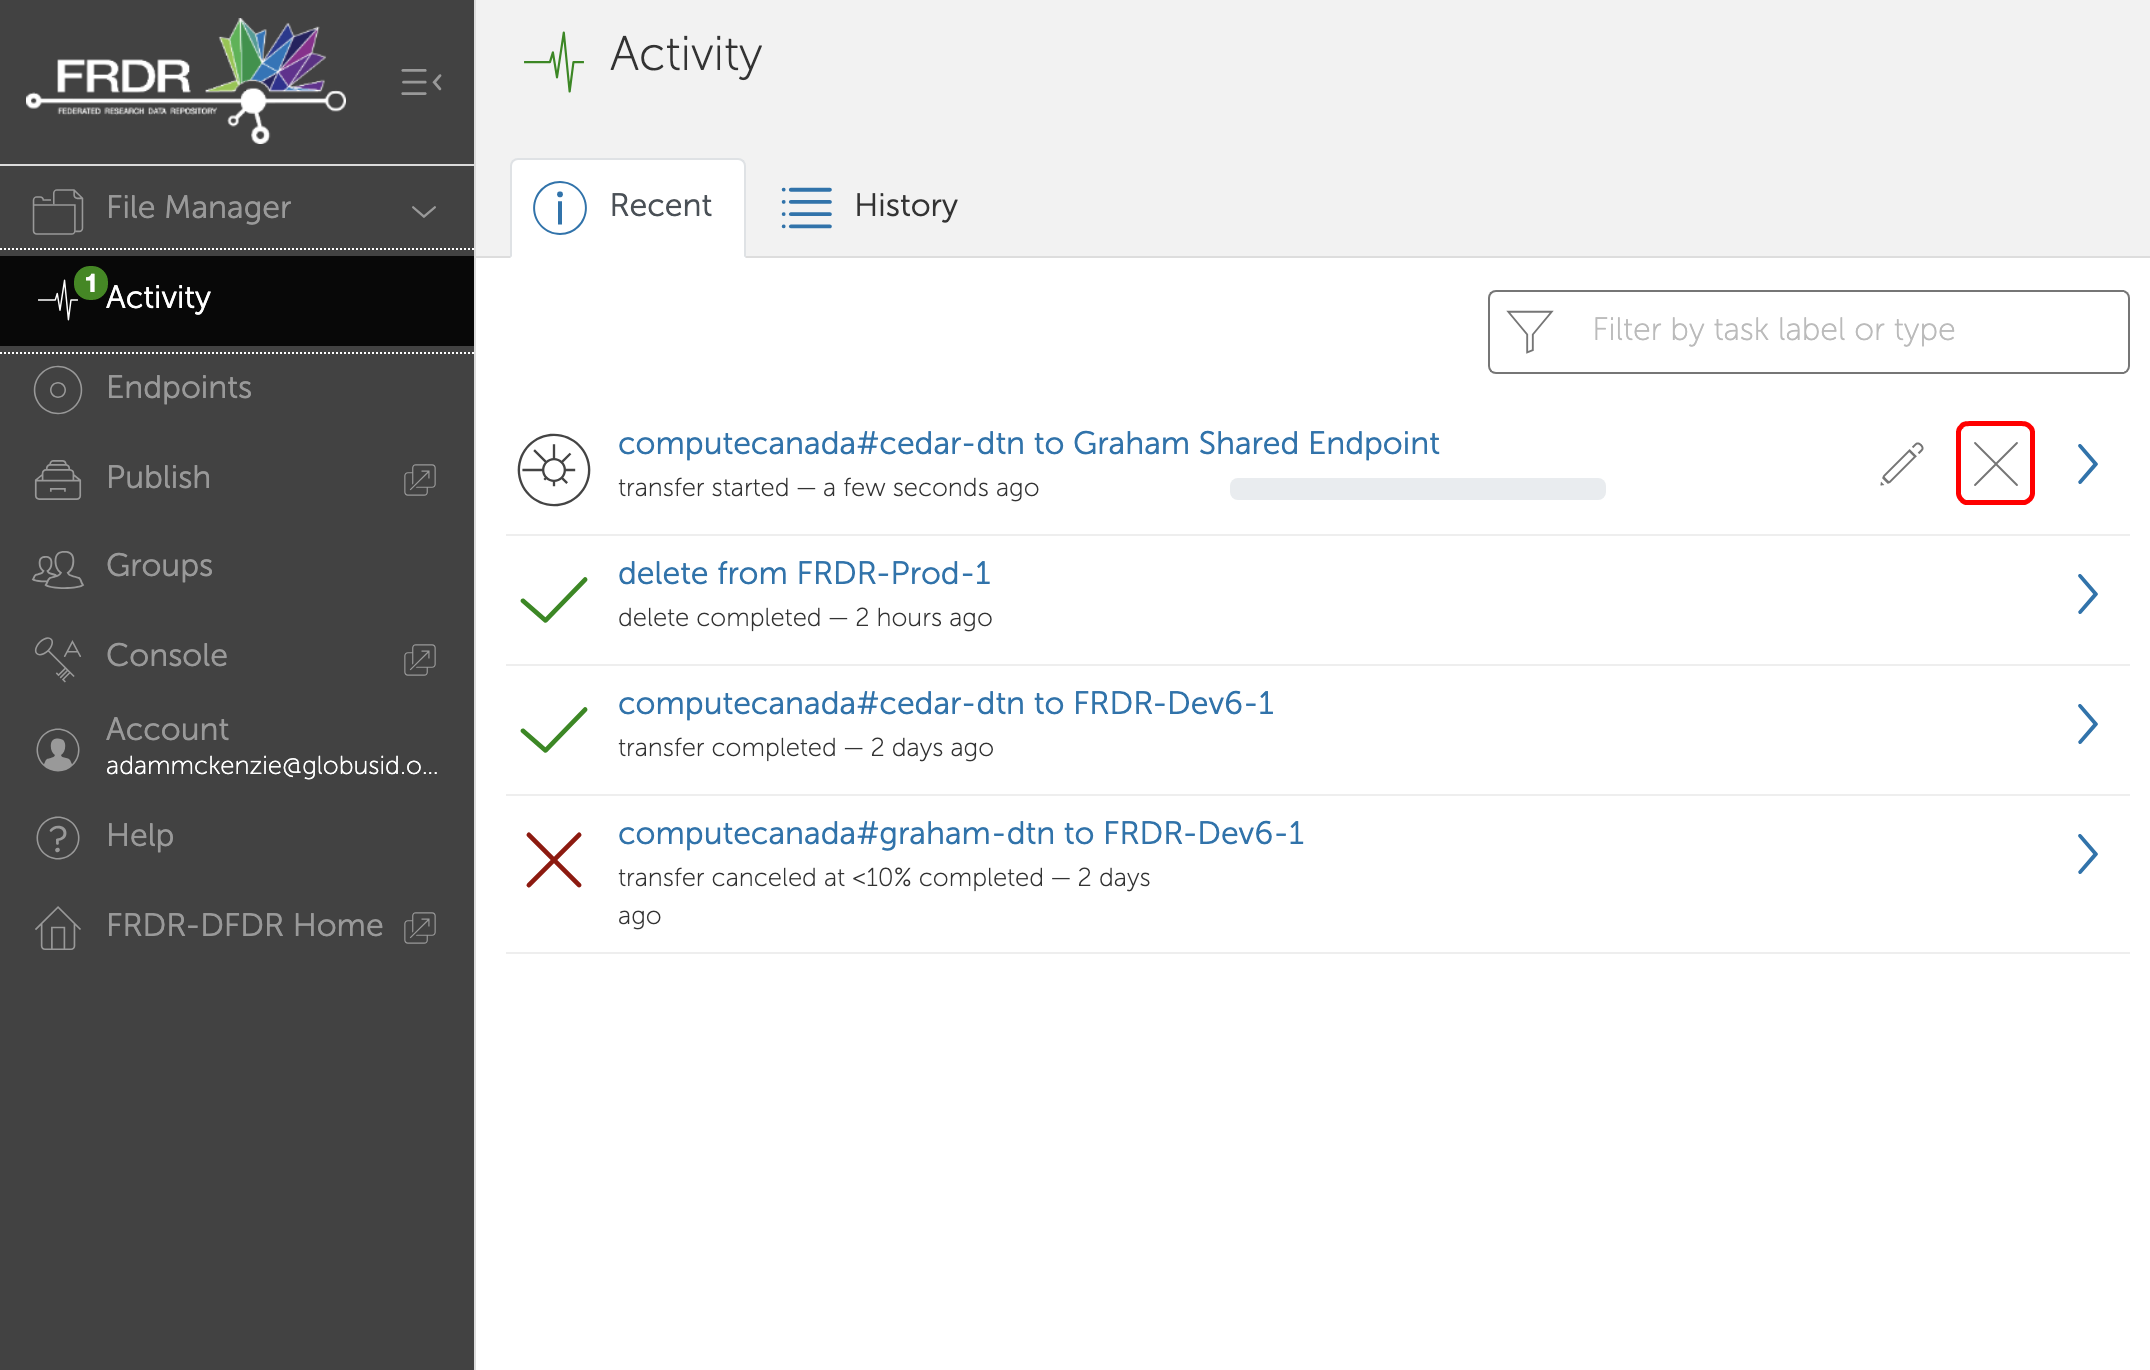 FRDR
FEDERATED RESEARCH DATA REPOSITORY
File Manager
1
Activity
Endpoints
Publish
Groups
A
Console
Account
adammckenzie@globusid.o...
?
Help
FRDR-DFDR Home
Activity
i
Recent
History
Filter by task label or type
computecanada#cedar-dtn to Graham Shared Endpoint
transfer started — a few seconds ago
delete from FRDR-Prod-1
delete completed — 2 hours ago
computecanada#cedar-dtn to FRDR-Dev6-1
transfer completed — 2 days ago
computecanada#graham-dtn to FRDR-Dev6-1
transfer canceled at <10% completed — 2 days
ago